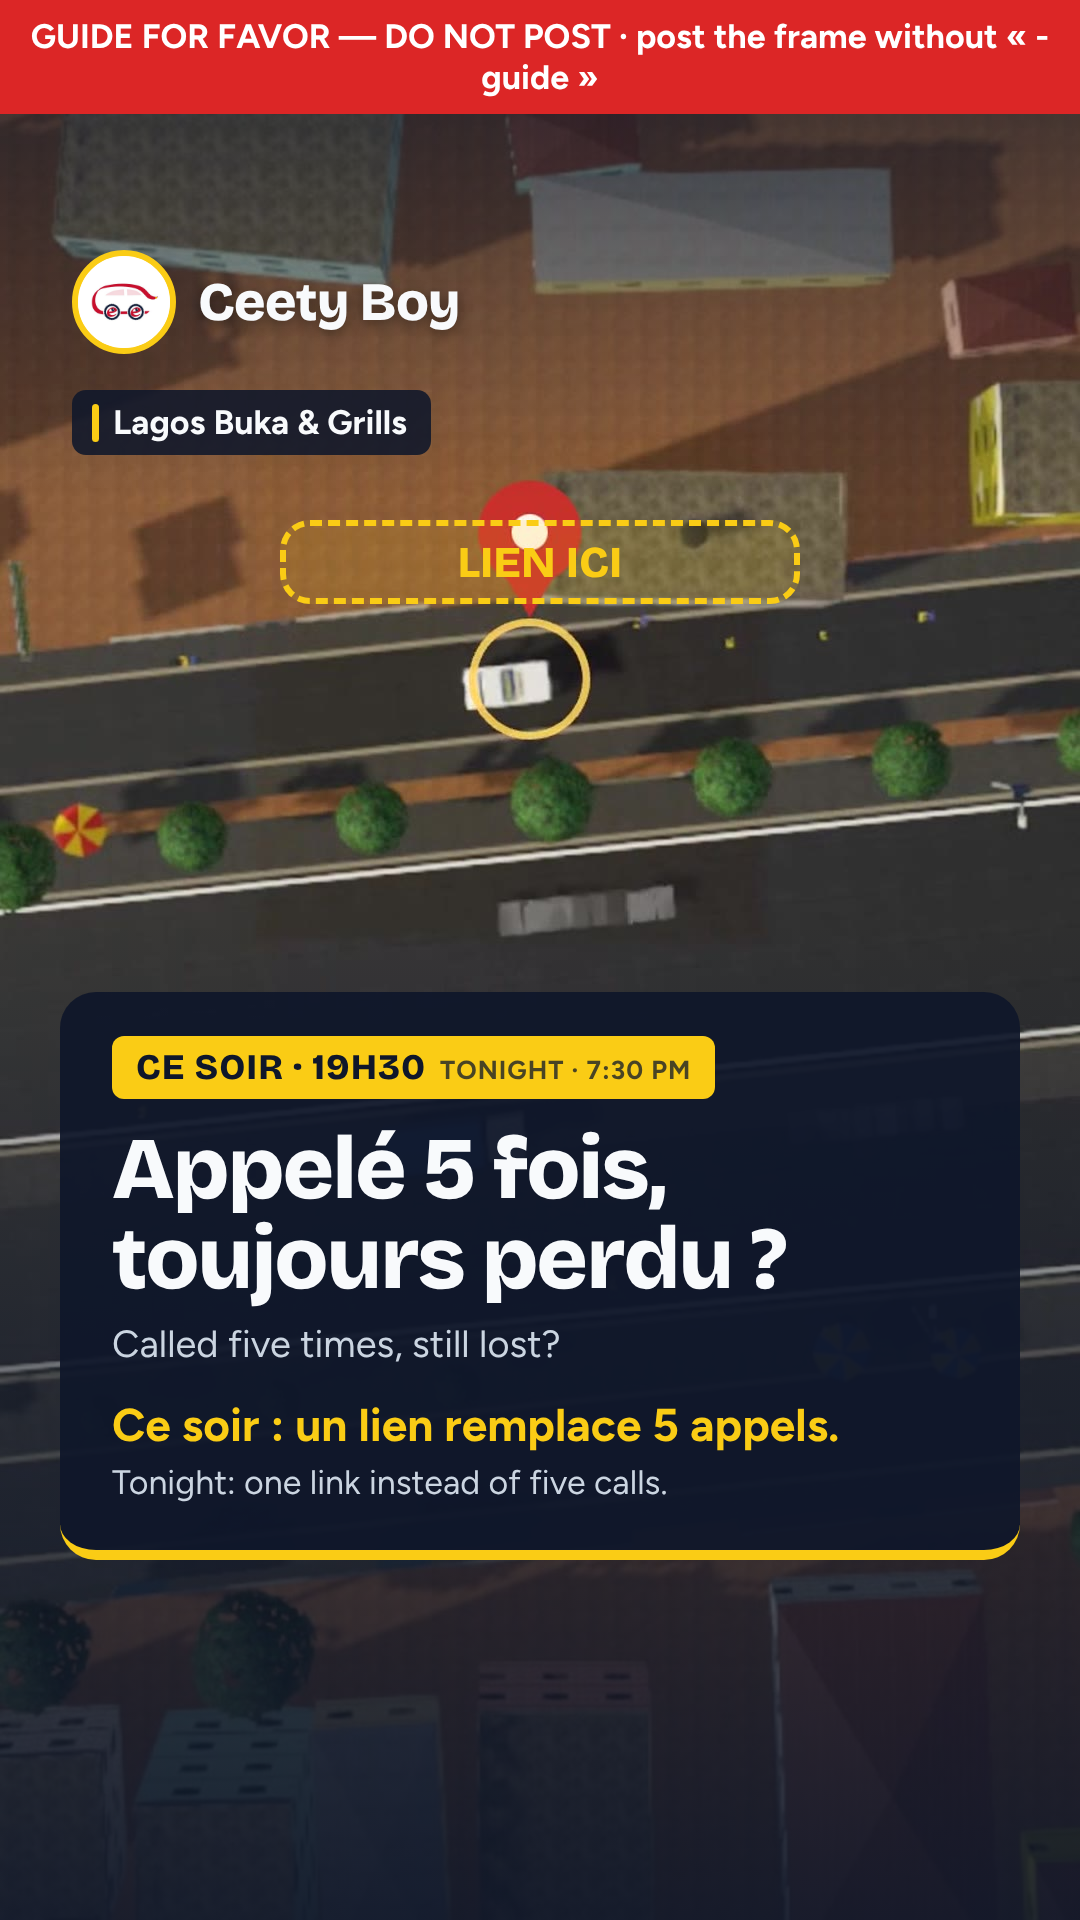 GUIDE FOR FAVOR — DO NOT POST · post the frame without « -
guide »
Ceety Boy
Lagos Buka & Grills
LIEN ICI
CE SOIR · 19H30 TONIGHT · 7:30 PM
Appelé 5 fois,
toujours perdu ?
Called five times, still lost?
Ce soir : un lien remplace 5 appels.
Tonight: one link instead of five calls.